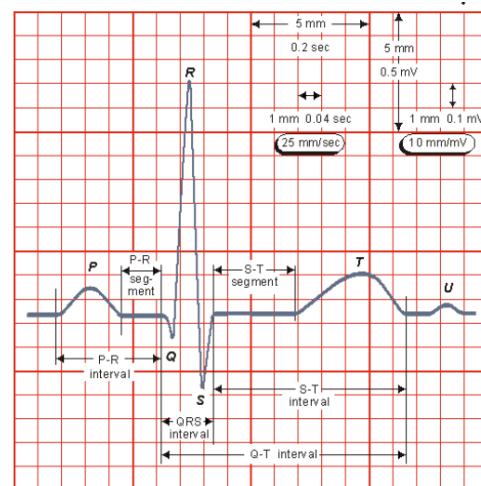 5 mm
0.2 sec
5 mm
0.5 mV
1 mm 0.04 sec
1 mm 0.1 mV
25 mm/sec
10 mm/mV
R
P
P-R
seg-
ment
S-T
segment
T
U
Q
P-R
interval
S
S-T
interval
QRS
interval
Q-T interval